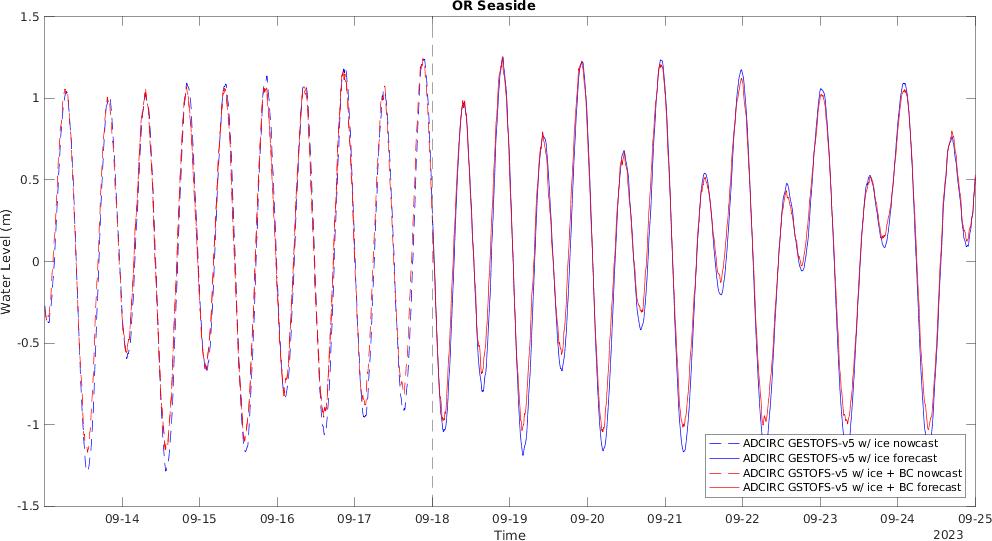 OR Seaside
1.5
1
0.5
0
-0.5
-1
-1.5
Water Level (m)
09-14 09-15 09-16 09-17 09-18 09-19 09-20 09-21 09-22 09-23 09-24 09-25
Time
2023
ADCIRC GESTOFS-v5 w/ ice nowcast
ADCIRC GESTOFS-v5 w/ ice forecast
ADCIRC GSTOFS-v5 w/ ice + BC nowcast
ADCIRC GSTOFS-v5 w/ ice + BC forecast